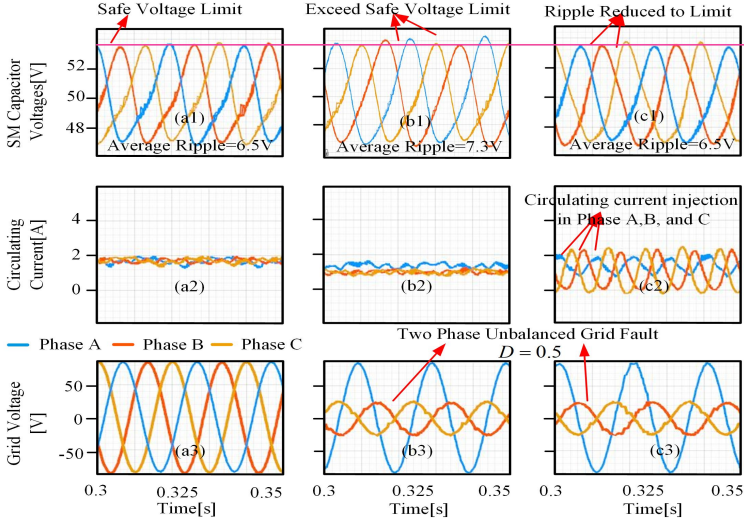 Safe Voltage Limit
Exceed Safe Voltage Limit
Ripple Reduced to Limit
SM Capacitor
Voltages[V]
52
50
48
(a1)
(b1)
(c1)
Average Ripple=6.5V
Average Ripple=7.3V
Average Ripple=6.5V
Circulating
Current[A]
4
2
0
Circulating current injection
in Phase A,B, and C
(a2)
(b2)
(c2)
Phase A
Phase B
Phase C
Two Phase Unbalanced Grid Fault
D = 0.5
Grid Voltage
[V]
50
0
-50
(a3)
(b3)
(c3)
0.3
0.325
0.35
0.3
0.325
0.35
0.3
0.325
0.35
Time[s]
Time[s]
Time[s]